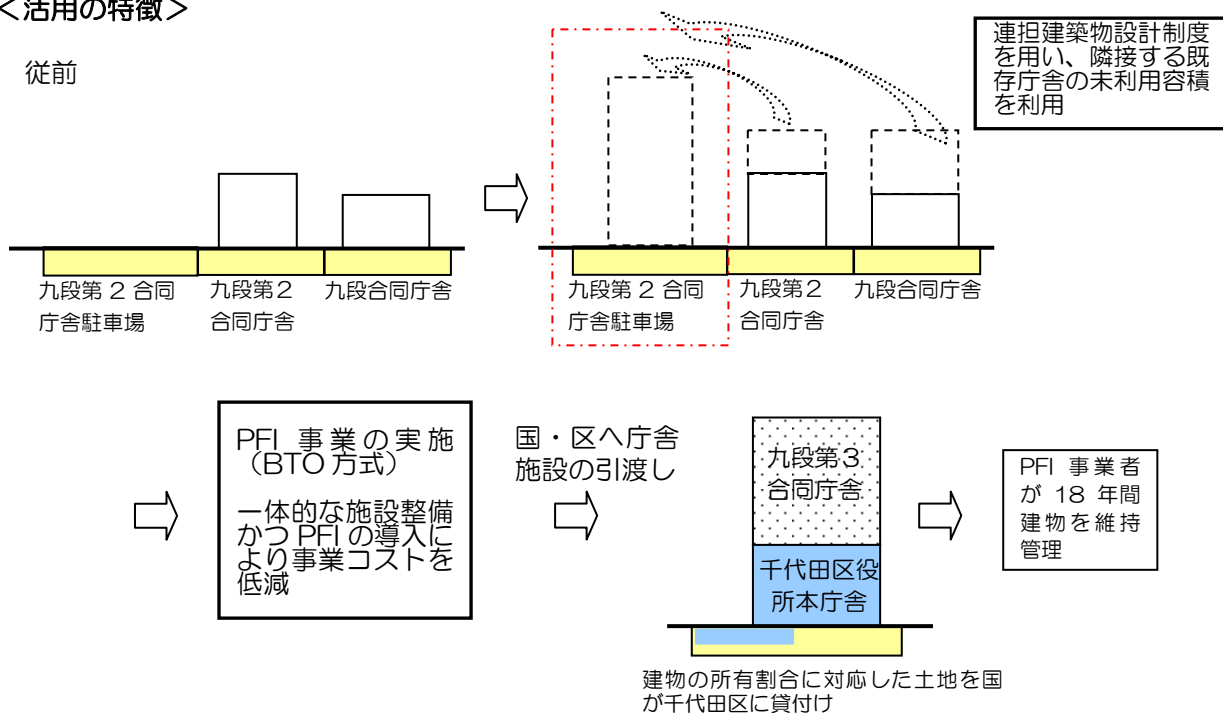 ＜活用の特徴＞
従前
連担建築物設計制度
を用い、隣接する既
存庁舎の未利用容積
を利用
九段第２合同
庁舎駐車場
九段第２
合同庁舎
九段合同庁舎
九段第２合同
庁舎駐車場
九段第２
合同庁舎
九段合同庁舎
PFI 事業の実施
（BTO方式）
一体的な施設整備
かつPFIの導入に
より事業コストを
低減
国・区へ庁舎
施設の引渡し
九段第３
合同庁舎
千代田区役
所本庁舎
PFI 事業者
が 18 年間
建物を維持
管理
建物の所有割合に対応した土地を国
が千代田区に貸付け